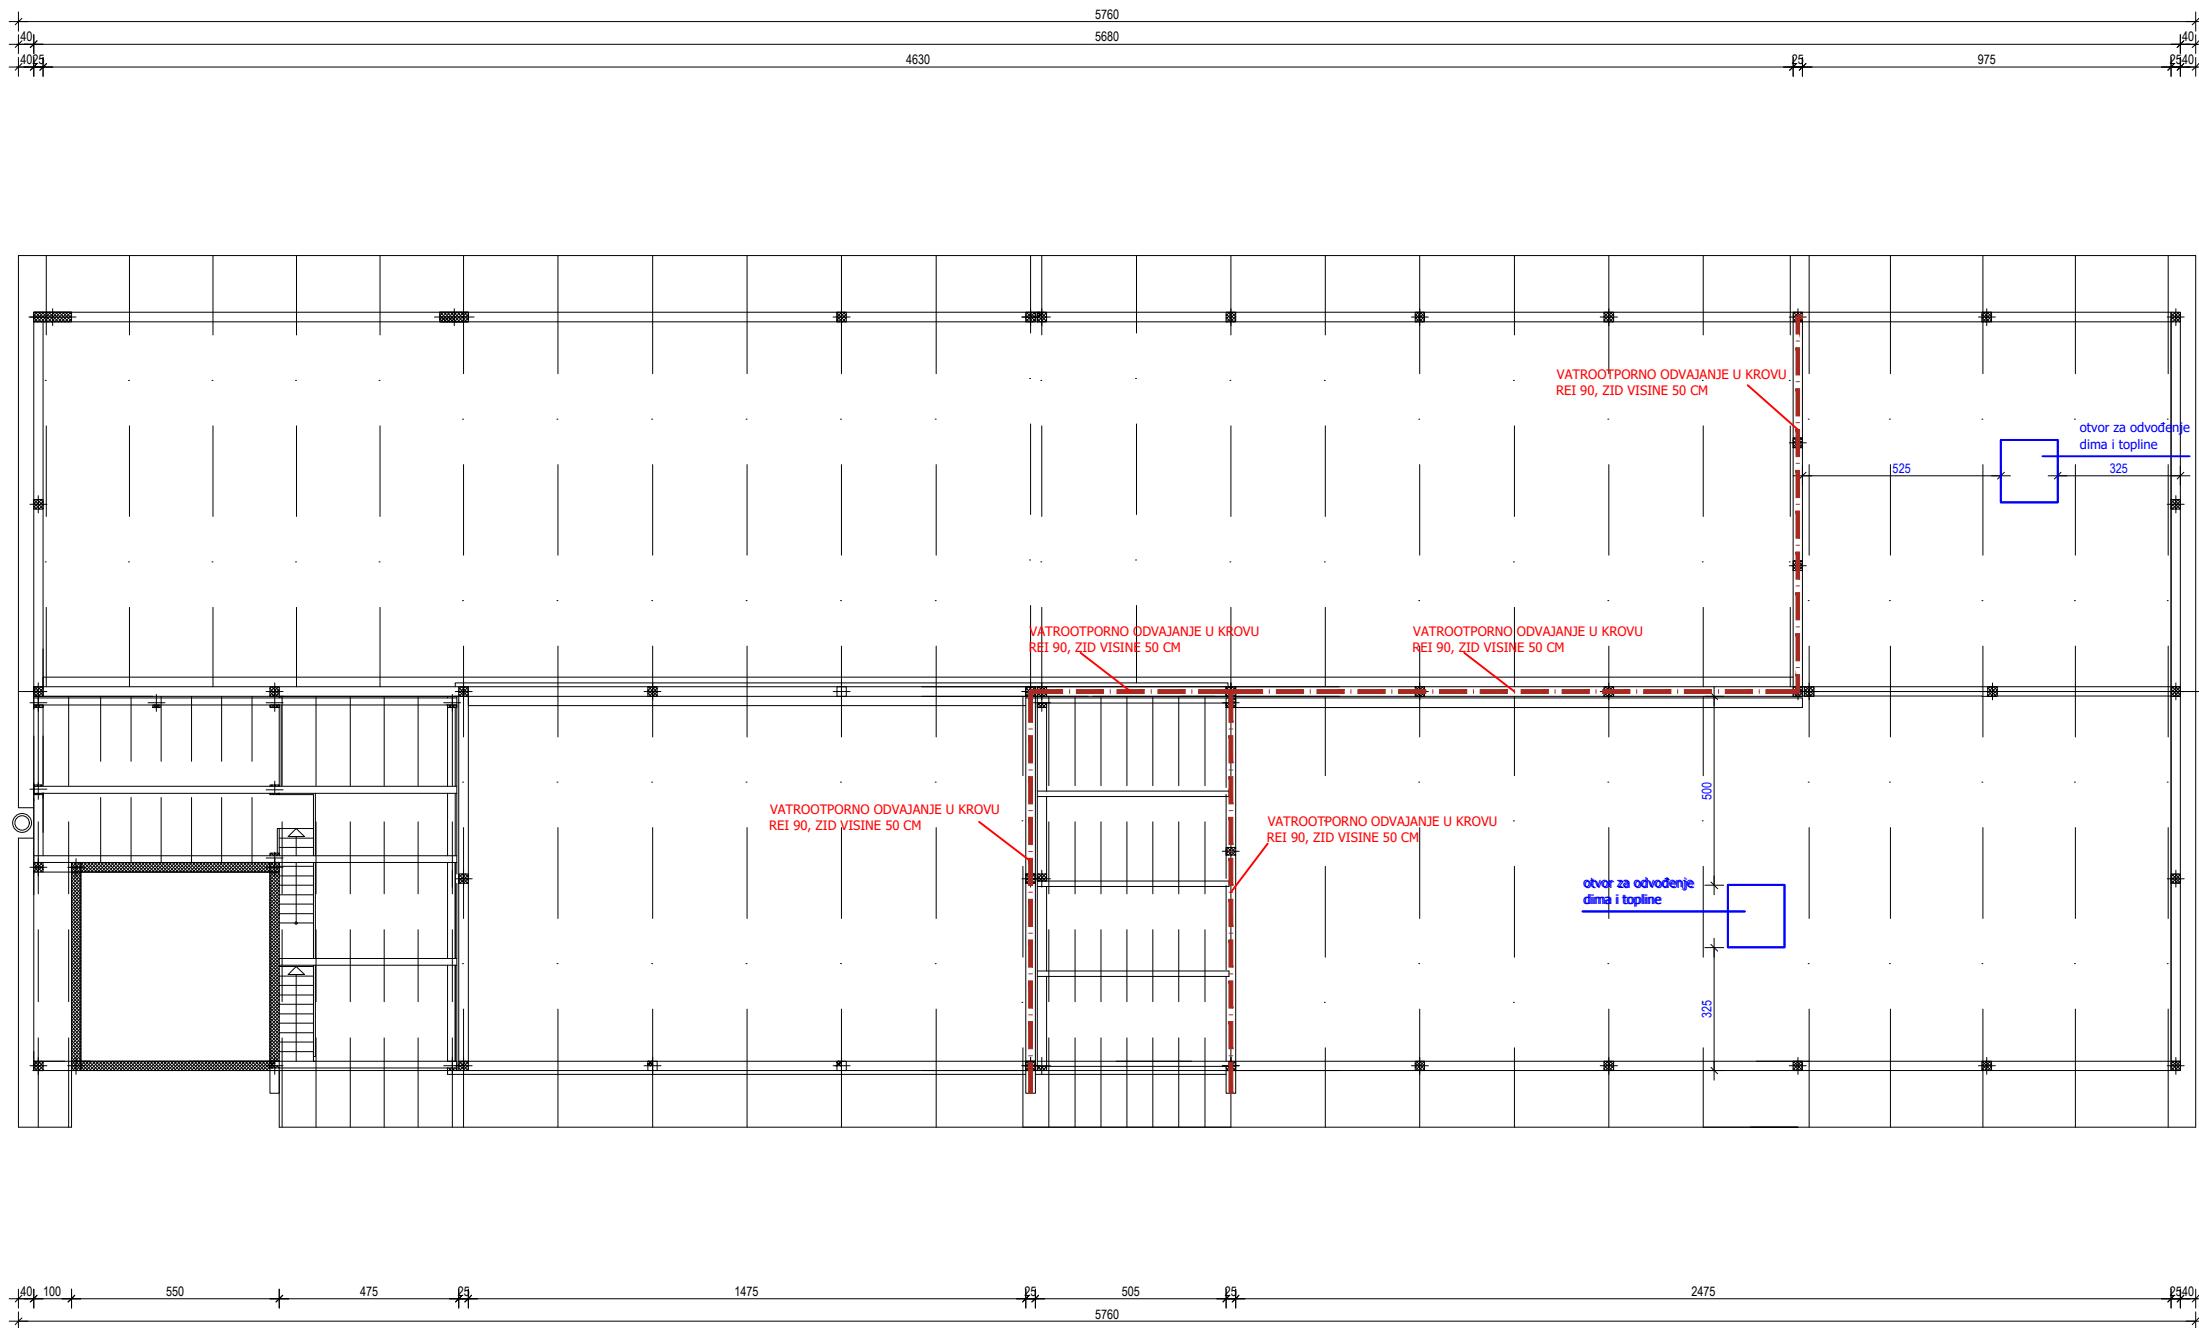 5760
40 5680 40
40 25 4630 25 975 25 40
VATROOTPORNO ODVAJANJE U KROVU
REI 90, ZID VISINE 50 CM
otvor za odvođenje
dima i topline
525 325
VATROOTPORNO ODVAJANJE U KROVU
REI 90, ZID VISINE 50 CM
VATROOTPORNO ODVAJANJE U KROVU
REI 90, ZID VISINE 50 CM
500
VATROOTPORNO ODVAJANJE U KROVU
REI 90, ZID VISINE 50 CM
VATROOTPORNO ODVAJANJE U KROVU
REI 90, ZID VISINE 50 CM
otvor za odvođenje
dima i topline
325
40 100 550 475 25 1475 25 505 25 2475 25 40
5760